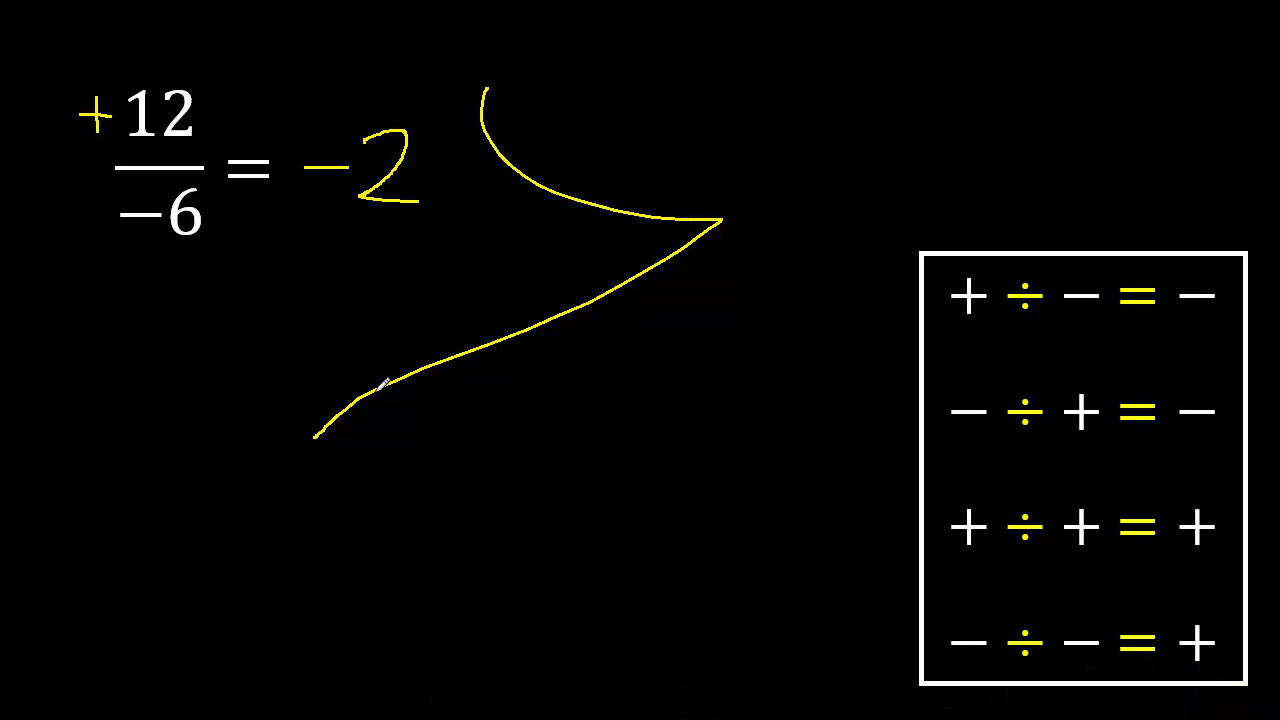 +12
−6
= −2
+ ÷ − = −
− ÷ + = −
+ ÷ + = +
− ÷ − = +